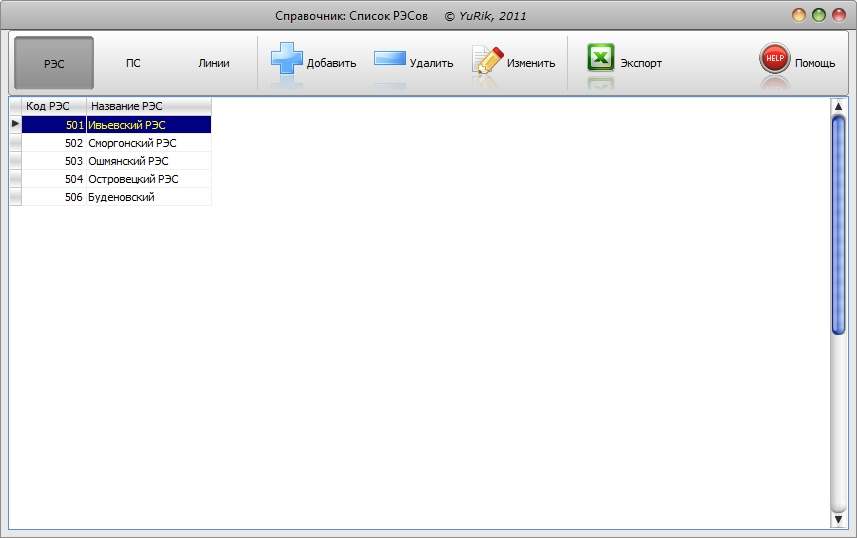 Справочник: Список РЭСов © YuRik, 2011
РЭС ПС Линии Добавить Удалить Изменить Экспорт HELP Помощь
Код РЭС Название РЭС
501 Ивьевский РЭС
502 Сморгонский РЭС
503 Ошмянский РЭС
504 Островецкий РЭС
506 Буденовский